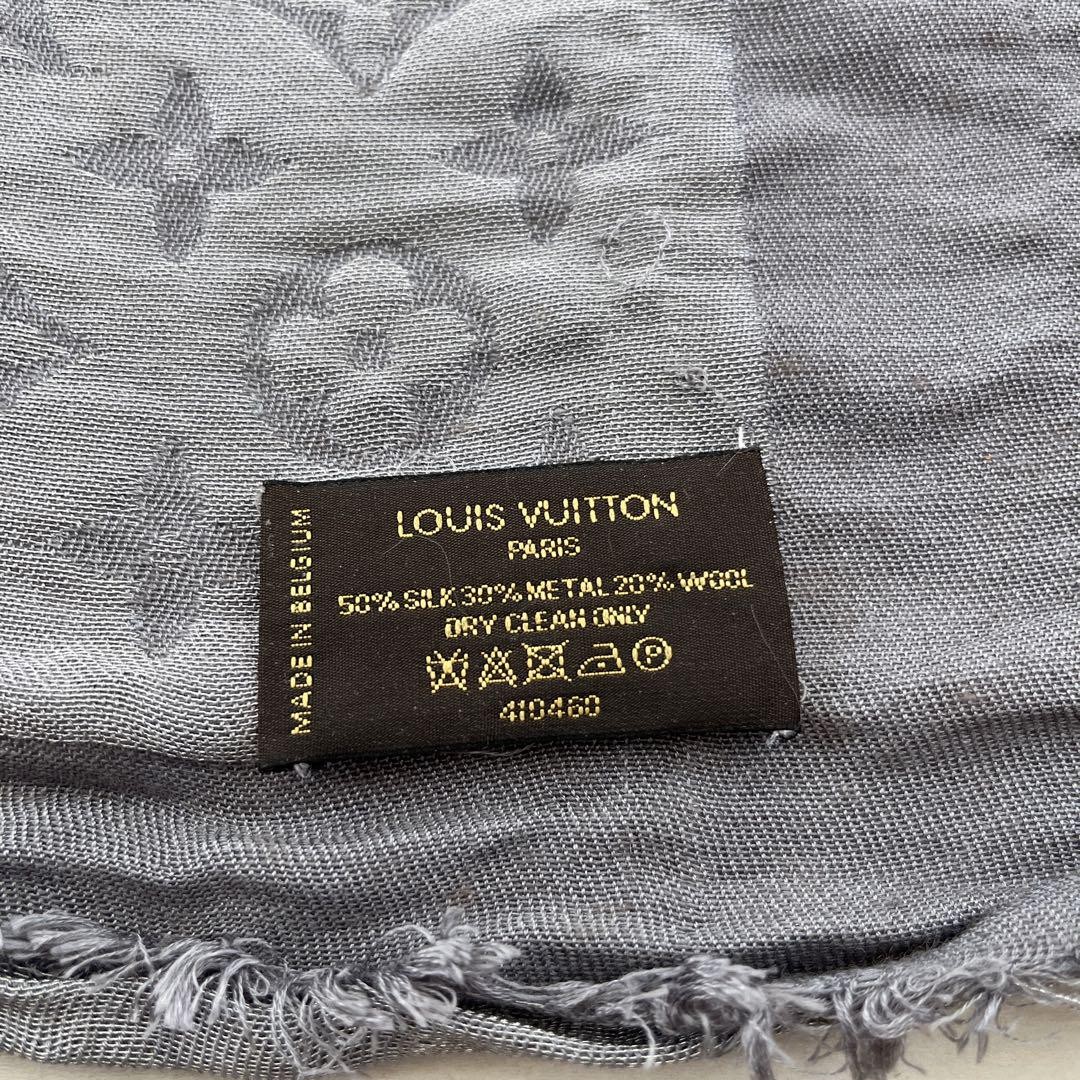 LOUIS VUITTON
PARIS
50% SILK 30% METAL 20% WOOL
DRY CLEAN ONLY
P
410460
MADE IN BELGIUM